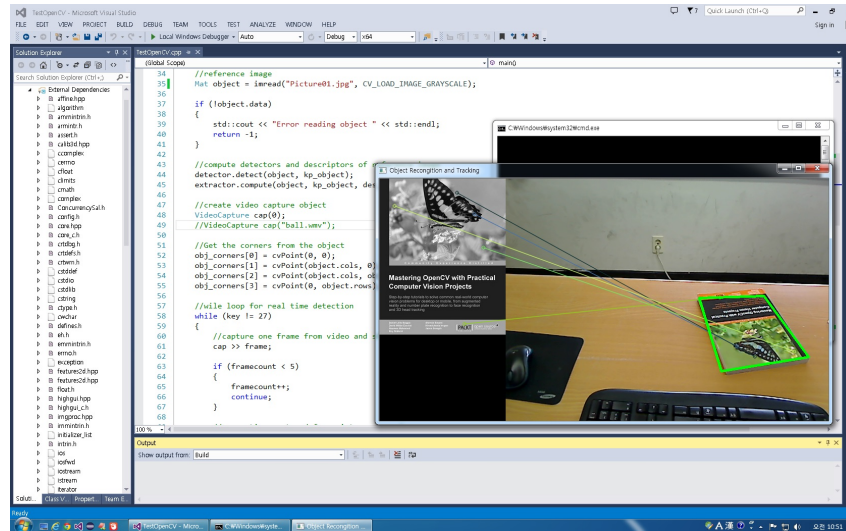 TestOpenCV - Microsoft Visual Studio
7
Quick Launch (Ctrl+Q)
FILE EDIT VIEW PROJECT BUILD DEBUG TEAM TOOLS TEST ANALYZE WINDOW HELP
Sign in
Local Windows Debugger
Auto
Debug
x64
Solution Explorer
TestOpenCV.cpp
(Global Scope)
main()
Search Solution Explorer (Ctrl+;)
External Dependencies
affine.hpp
algorithm
ammintrin.h
armintr.h
assert.h
calib3d.hpp
ccomplex
cerrno
cfloat
climits
cmath
complex
ConcurrencySal.h
config.h
core.hpp
core_c.h
crtdbg.h
crtdefs.h
crtwrn.h
cstddef
cstdio
cstdlib
cstring
ctype.h
cwchar
defines.h
eh.h
emmintrin.h
errno.h
exception
features2d.hpp
features2d.hpp
float.h
highgui.hpp
highgui_c.h
imgproc.hpp
immintrin.h
initializer_list
intrin.h
ios
iosfwd
iostream
istream
iterator
34 //reference image
35 Mat object = imread("Picture01.jpg", CV_LOAD_IMAGE_GRAYSCALE);
36
37 if (!object.data)
38 {
39 std::cout << "Error reading object " << std::endl;
40 return -1;
41 }
42
43 //compute detectors and descriptors of
44 detector.detect(object, kp_object);
45 extractor.compute(object, kp_object, des
46
47 //create video capture object
48 VideoCapture cap(0);
49 //VideoCapture cap("ball.wmv");
50
51 //Get the corners from the object
52 obj_corners[0] = cvPoint(0, 0);
53 obj_corners[1] = cvPoint(object.cols, 0)
54 obj_corners[2] = cvPoint(object.cols, ob
55 obj_corners[3] = cvPoint(0, object.rows)
56
57 //wile loop for real time detection
58 while (key != 27)
59 {
60 //capture one frame from video and s
61 cap >> frame;
62
63 if (framecount < 5)
64 {
65 framecount++;
66 continue;
67 }
68
100 %
C:₩Windows₩system32₩cmd.exe
Object Recongition and Tracking
Mastering OpenCV with Practical
Computer Vision Projects
PACKT
Output
Show output from: Build
Soluti... Class V... Propert... Team E...
Ready
TestOpenCV - Micro...
C:₩Windows₩syste...
Object Recongition ...
A 漢
오전 10:51